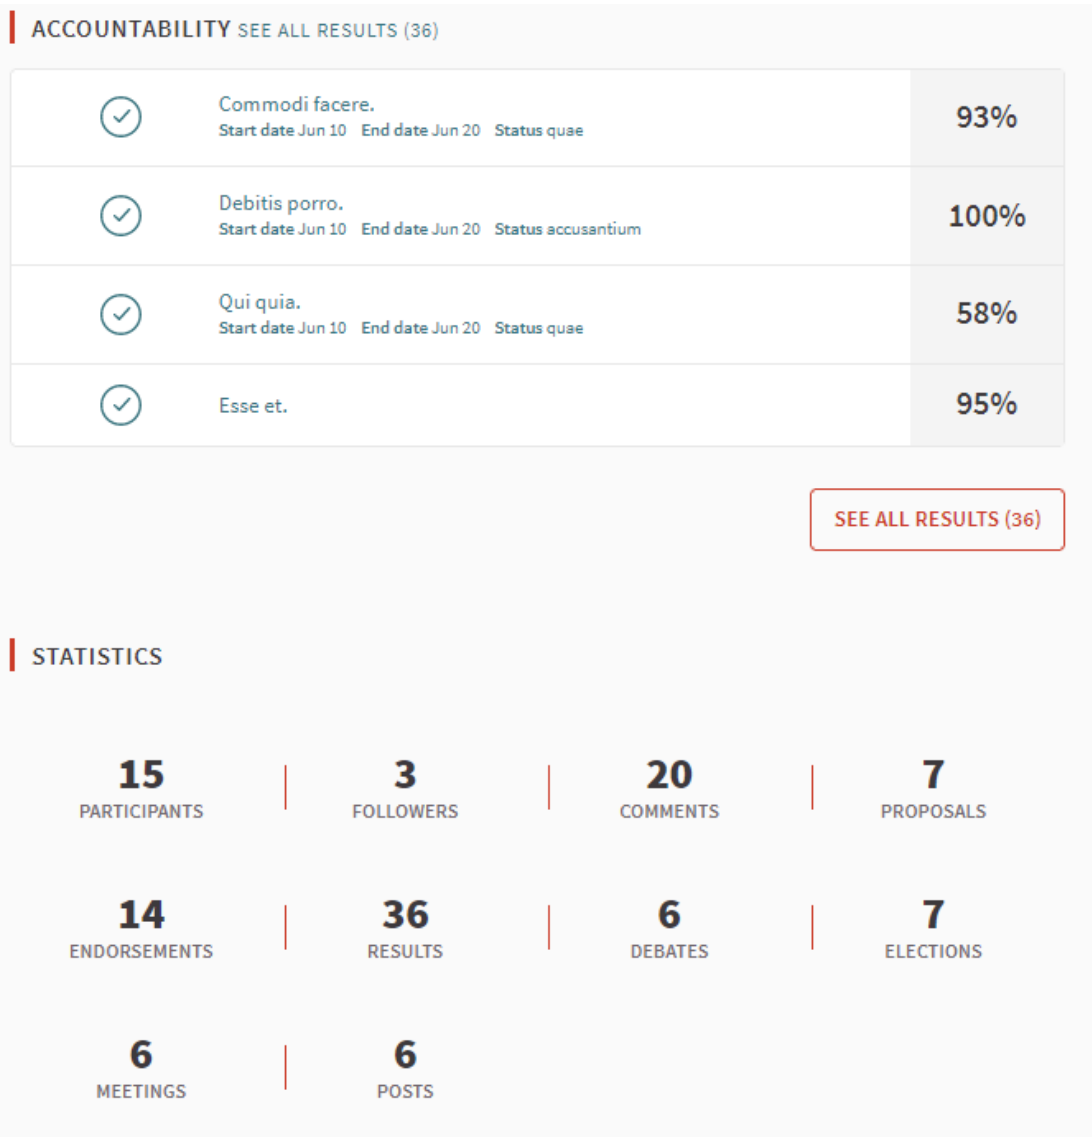 ACCOUNTABILITY SEE ALL RESULTS (36)
Commodi facere.
Start date Jun 10 End date Jun 20 Status quae
93%
Debitis porro.
Start date Jun 10 End date Jun 20 Status accusantium
100%
Qui quia.
Start date Jun 10 End date Jun 20 Status quae
58%
Esse et.
95%
SEE ALL RESULTS (36)
STATISTICS
15
PARTICIPANTS
3
FOLLOWERS
20
COMMENTS
7
PROPOSALS
14
ENDORSEMENTS
36
RESULTS
6
DEBATES
7
ELECTIONS
6
MEETINGS
6
POSTS